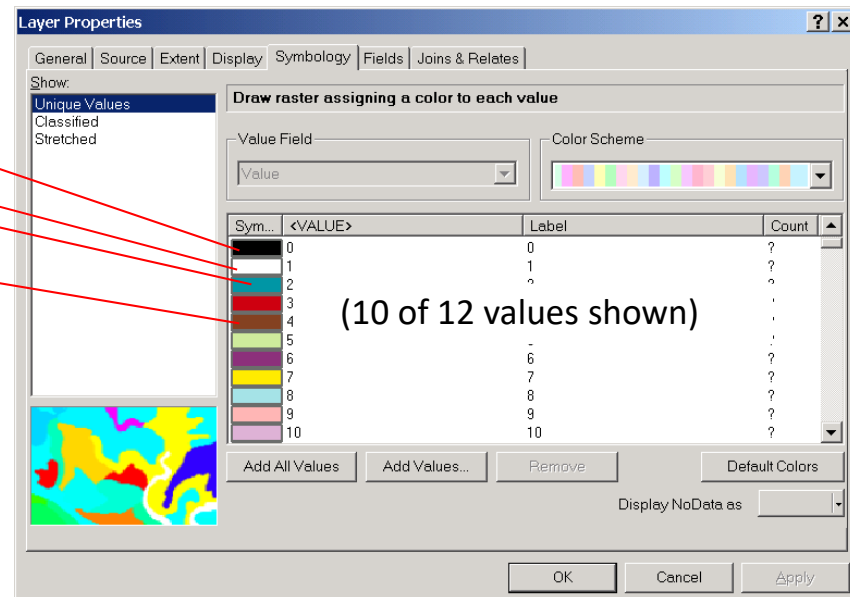 Layer Properties
? ×
General Source Extent Display Symbology Fields Joins & Relates
Show:
Unique Values
Classified
Stretched
Draw raster assigning a color to each value
Value Field
Value
Color Scheme
Sym... <VALUE> Label Count
0 0 ?
1 1 ?
2
3
4
(10 of 12 values shown)
5
6 6 ?
7 7 ?
8 8 ?
9 9 ?
10 10 ?
Add All Values Add Values... Remove Default Colors
Display NoData as
OK Cancel Apply